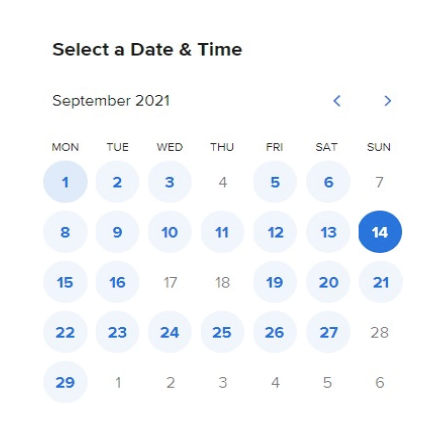 Select a Date & Time
September 2021
MON TUE WED THU FRI SAT SUN
1 2 3 4 5 6 7
8 9 10 11 12 13 14
15 16 17 18 19 20 21
22 23 24 25 26 27 28
29 1 2 3 4 5 6